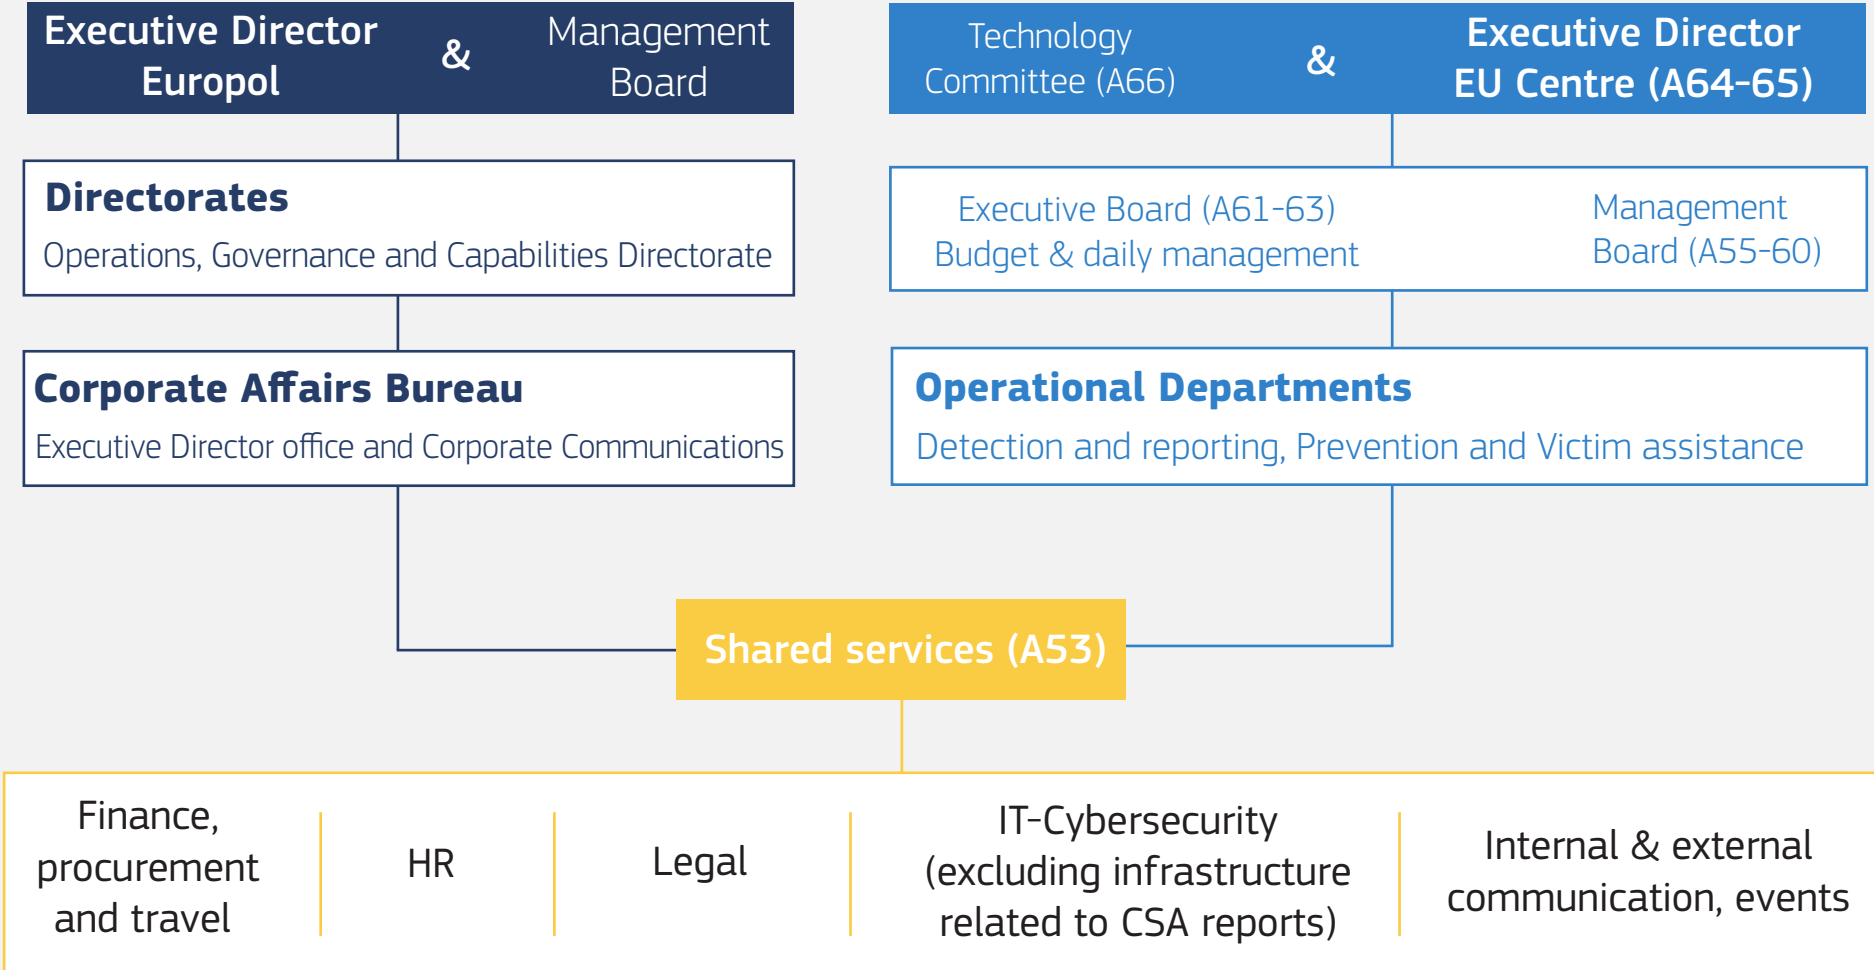 Executive Director
Europol
&
Management
Board
Technology
Committee (A66)
&
Executive Director
EU Centre (A64-65)
Directorates
Operations, Governance and Capabilities Directorate
Executive Board (A61-63)
Budget & daily management
Management
Board (A55-60)
Corporate Affairs Bureau
Executive Director office and Corporate Communications
Operational Departments
Detection and reporting, Prevention and Victim assistance
Shared services (A53)
Finance,
procurement
and travel
HR
Legal
IT-Cybersecurity
(excluding infrastructure
related to CSA reports)
Internal & external
communication, events